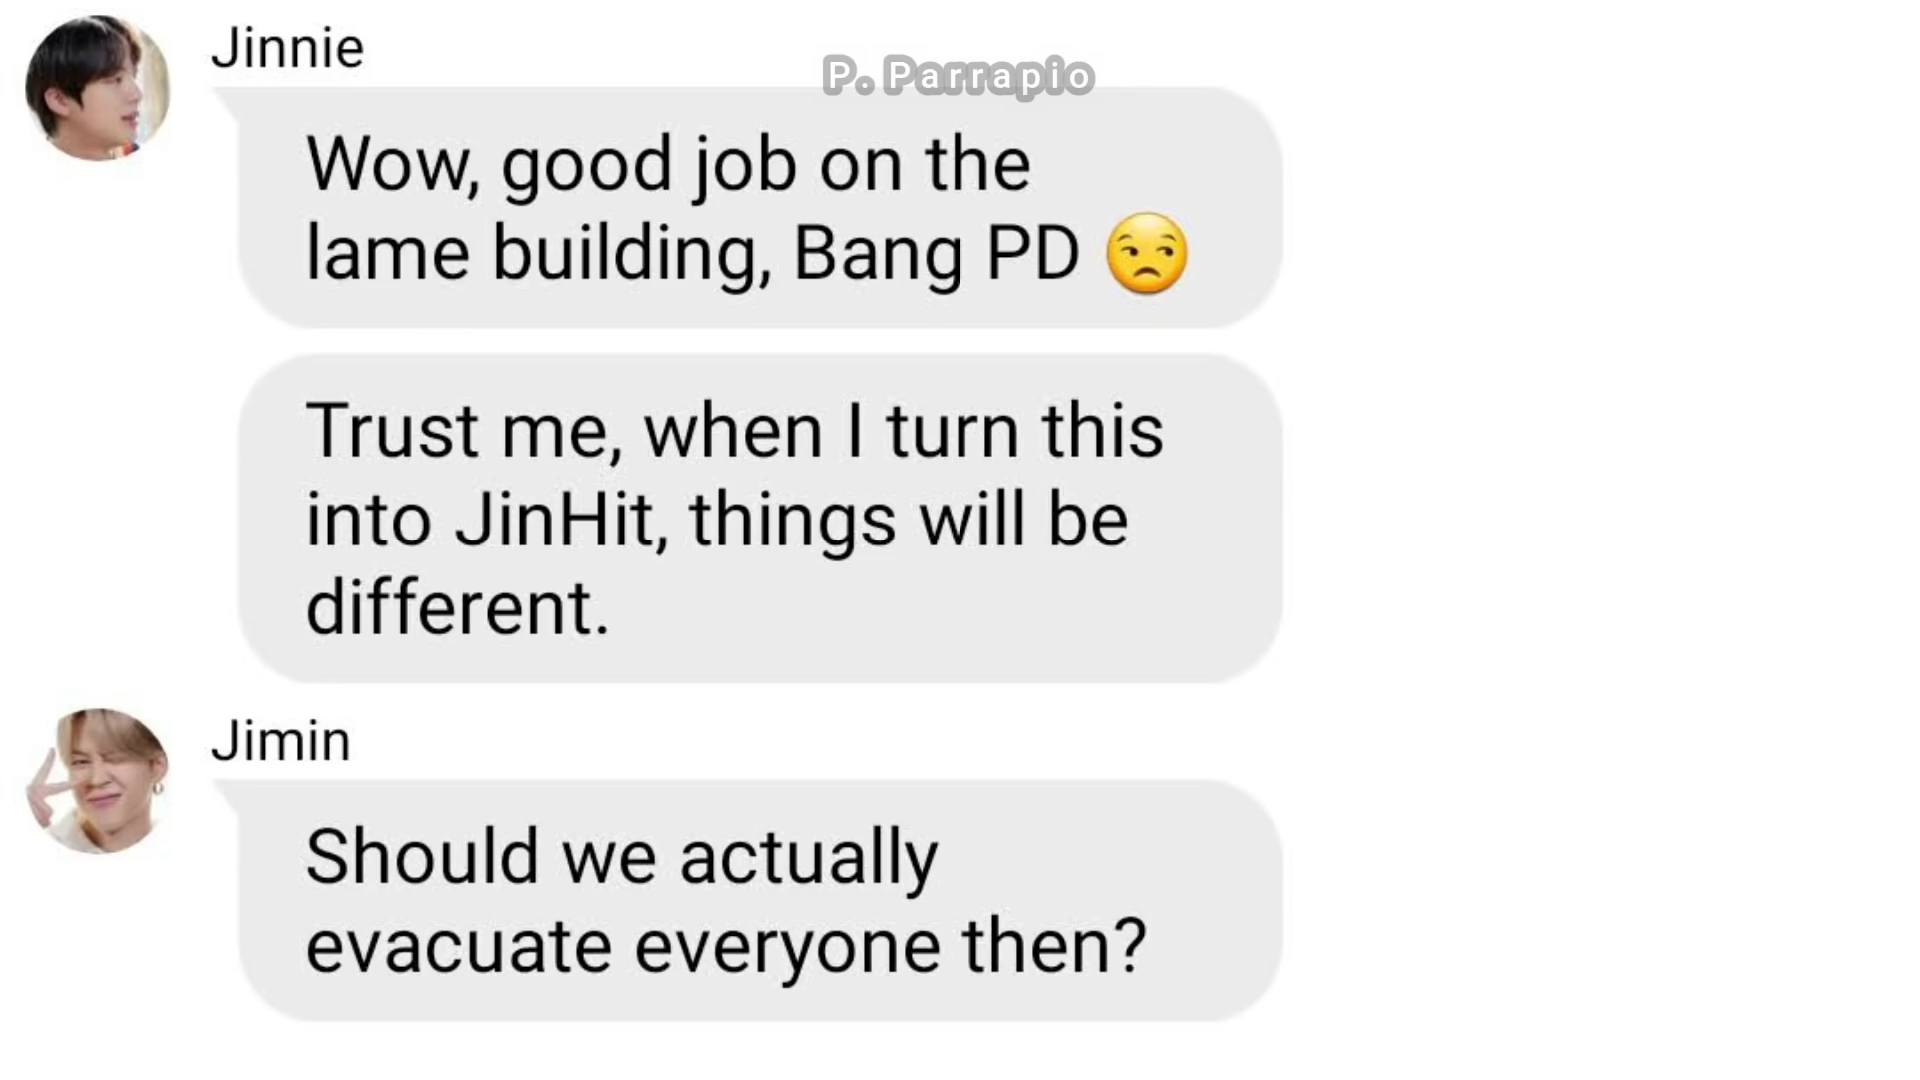 Jinnie
P. Parrapio
Wow, good job on the
lame building, Bang PD 😒
Trust me, when I turn this
into JinHit, things will be
different.
Jimin
Should we actually
evacuate everyone then?